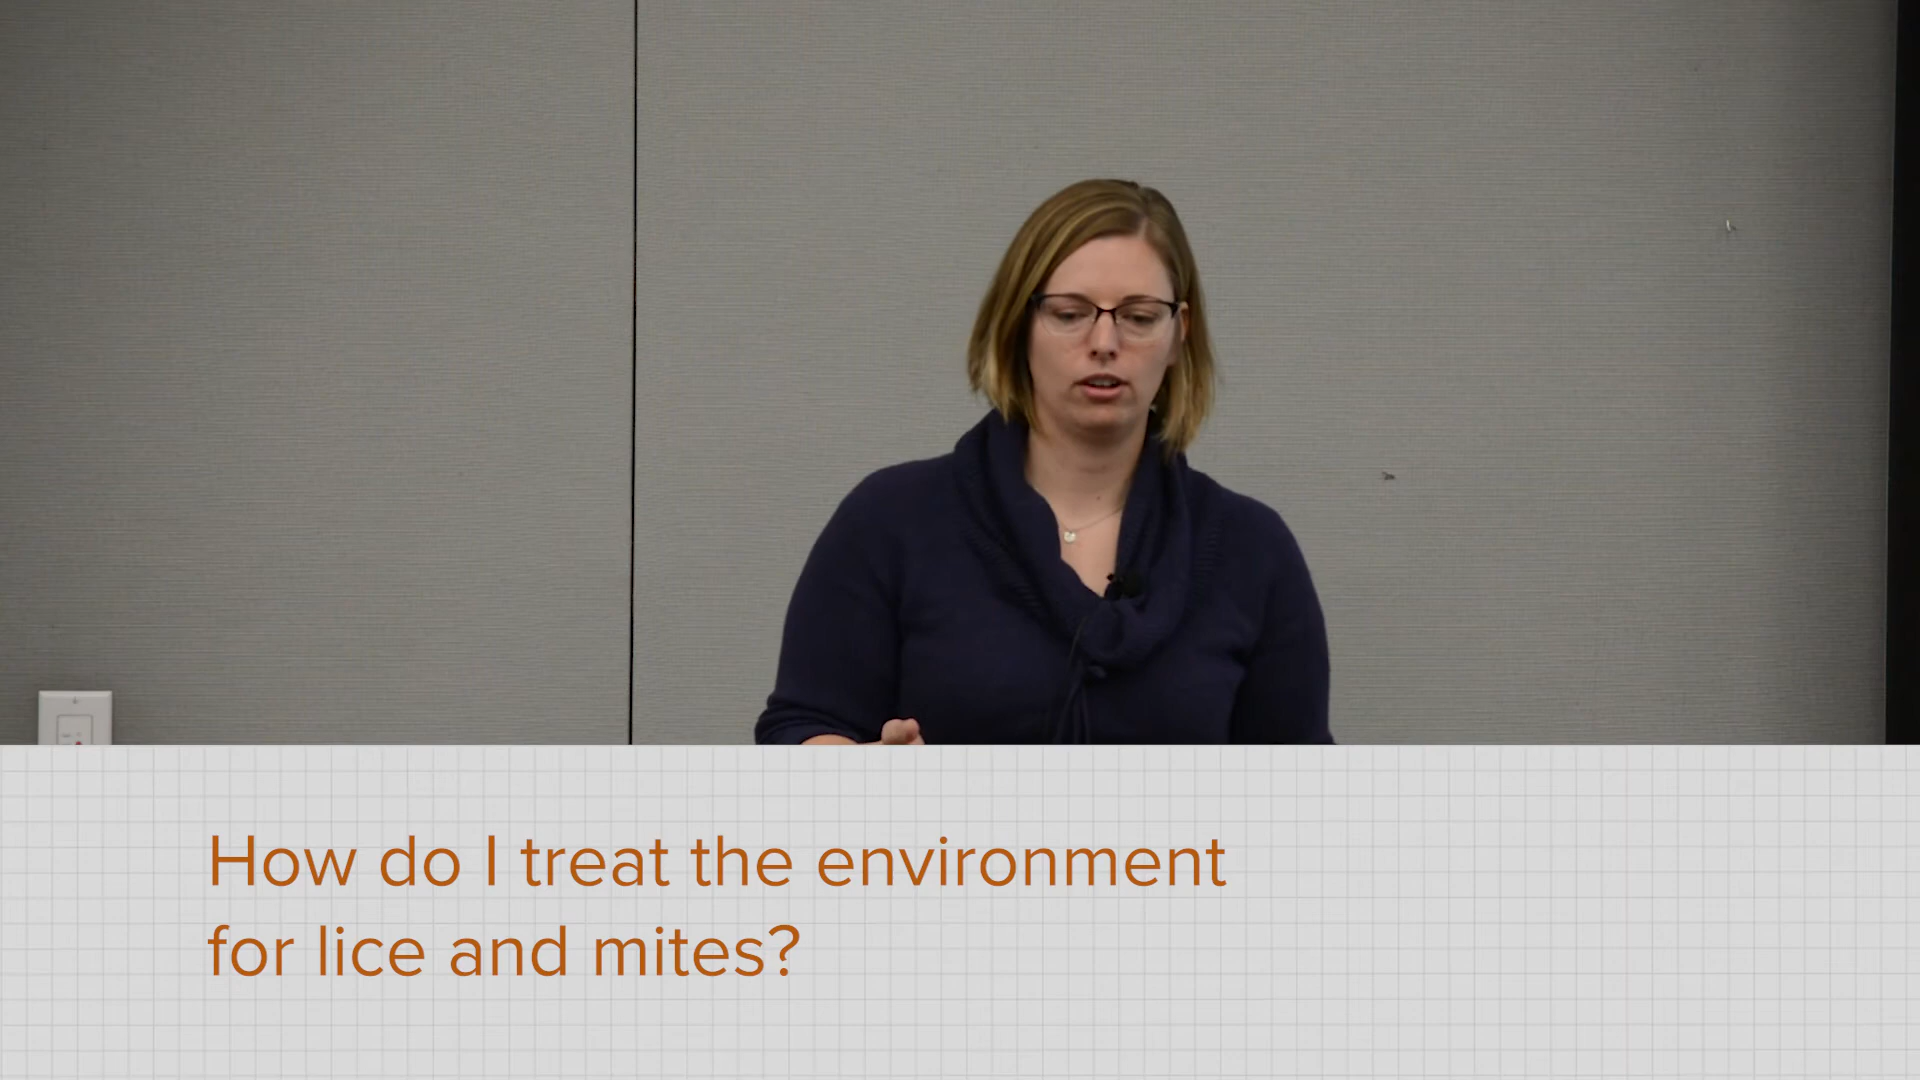 How do I treat the environment
for lice and mites?